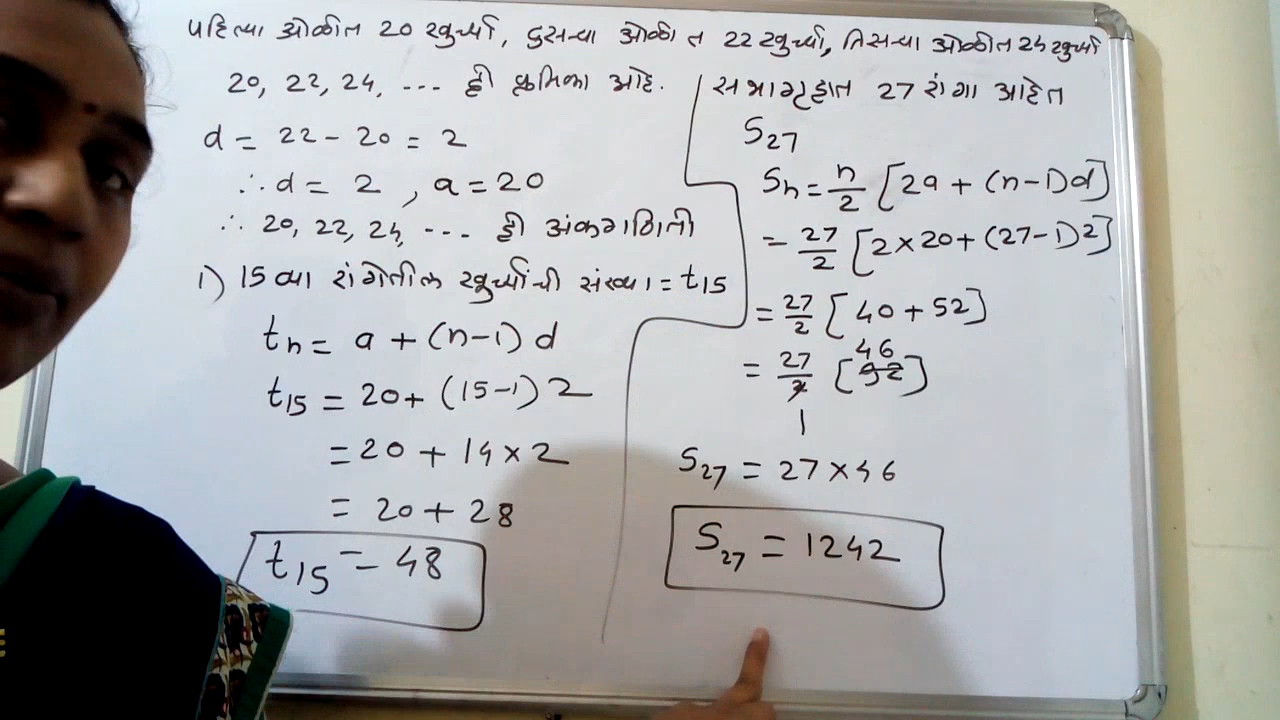 पहिल्या ओळीत 20 खुर्च्या, दुसऱ्या ओळीत 22 खुर्च्या, तिसऱ्या ओळीत 24 खुर्च्या
20, 22, 24, --- ही क्रमिका आहे.
d = 22 - 20 = 2
∴ d = 2, a = 20
∴ 20, 22, 24, --- ही अंकगणिती
1) 15 व्या रांगेतील खुर्च्यांची संख्या = t15
tn = a + (n-1) d
t15 = 20 + (15-1) 2
= 20 + 14 × 2
= 20 + 28
t15 = 48
सभागृहात 27 रांगा आहेत
S27
Sn = n/2 [2a + (n-1)d]
= 27/2 [2 × 20 + (27-1)2]
= 27/2 [40 + 52]
46
= 27/2 [92]
1
S27 = 27 × 46
S27 = 1242